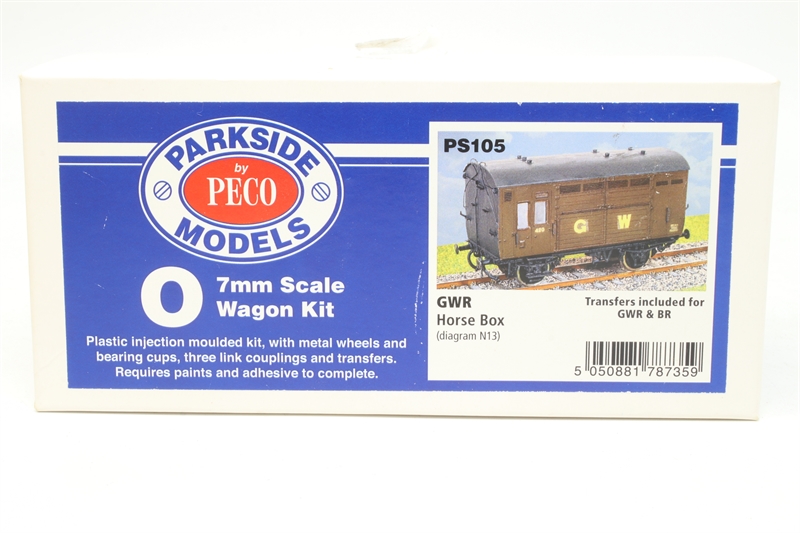 PARKSIDE
by
PECO
MODELS
O
7mm Scale
Wagon Kit
Plastic injection moulded kit, with metal wheels and
bearing cups, three link couplings and transfers.
Requires paints and adhesive to complete.
PS105
G W
GWR
Horse Box
(diagram N13)
Transfers included for
GWR & BR
5 050881 787359